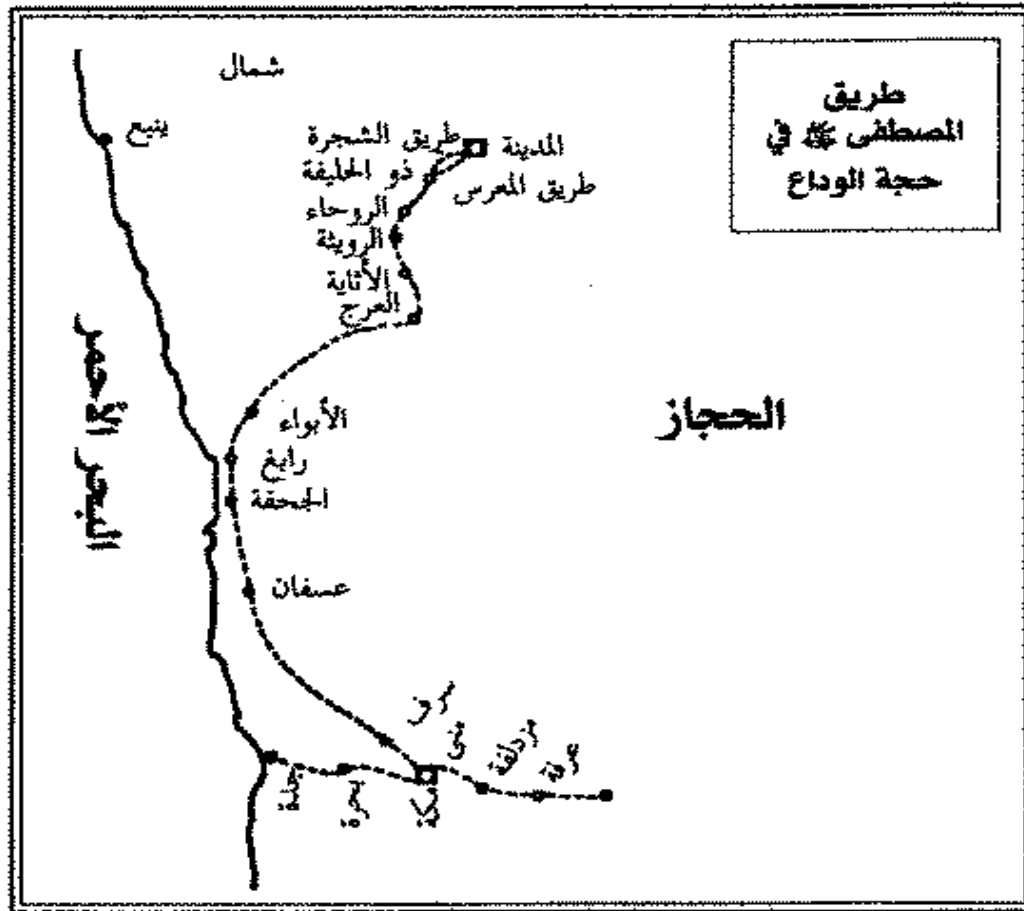 طريق
المصطفى ﷺ في
حجة الوداع
شمال
ينبع
المدينة
طريق الشجرة
ذو الحليفة
طريق المعرس
الروحاء
الرويثة
الأثاية
العرج
الحجاز
البحر الأحمر
الأبواء
رابغ
الجحفة
عسفان
سرف
منى
مزدلفة
عرفة
مكة
بحرة
جدة